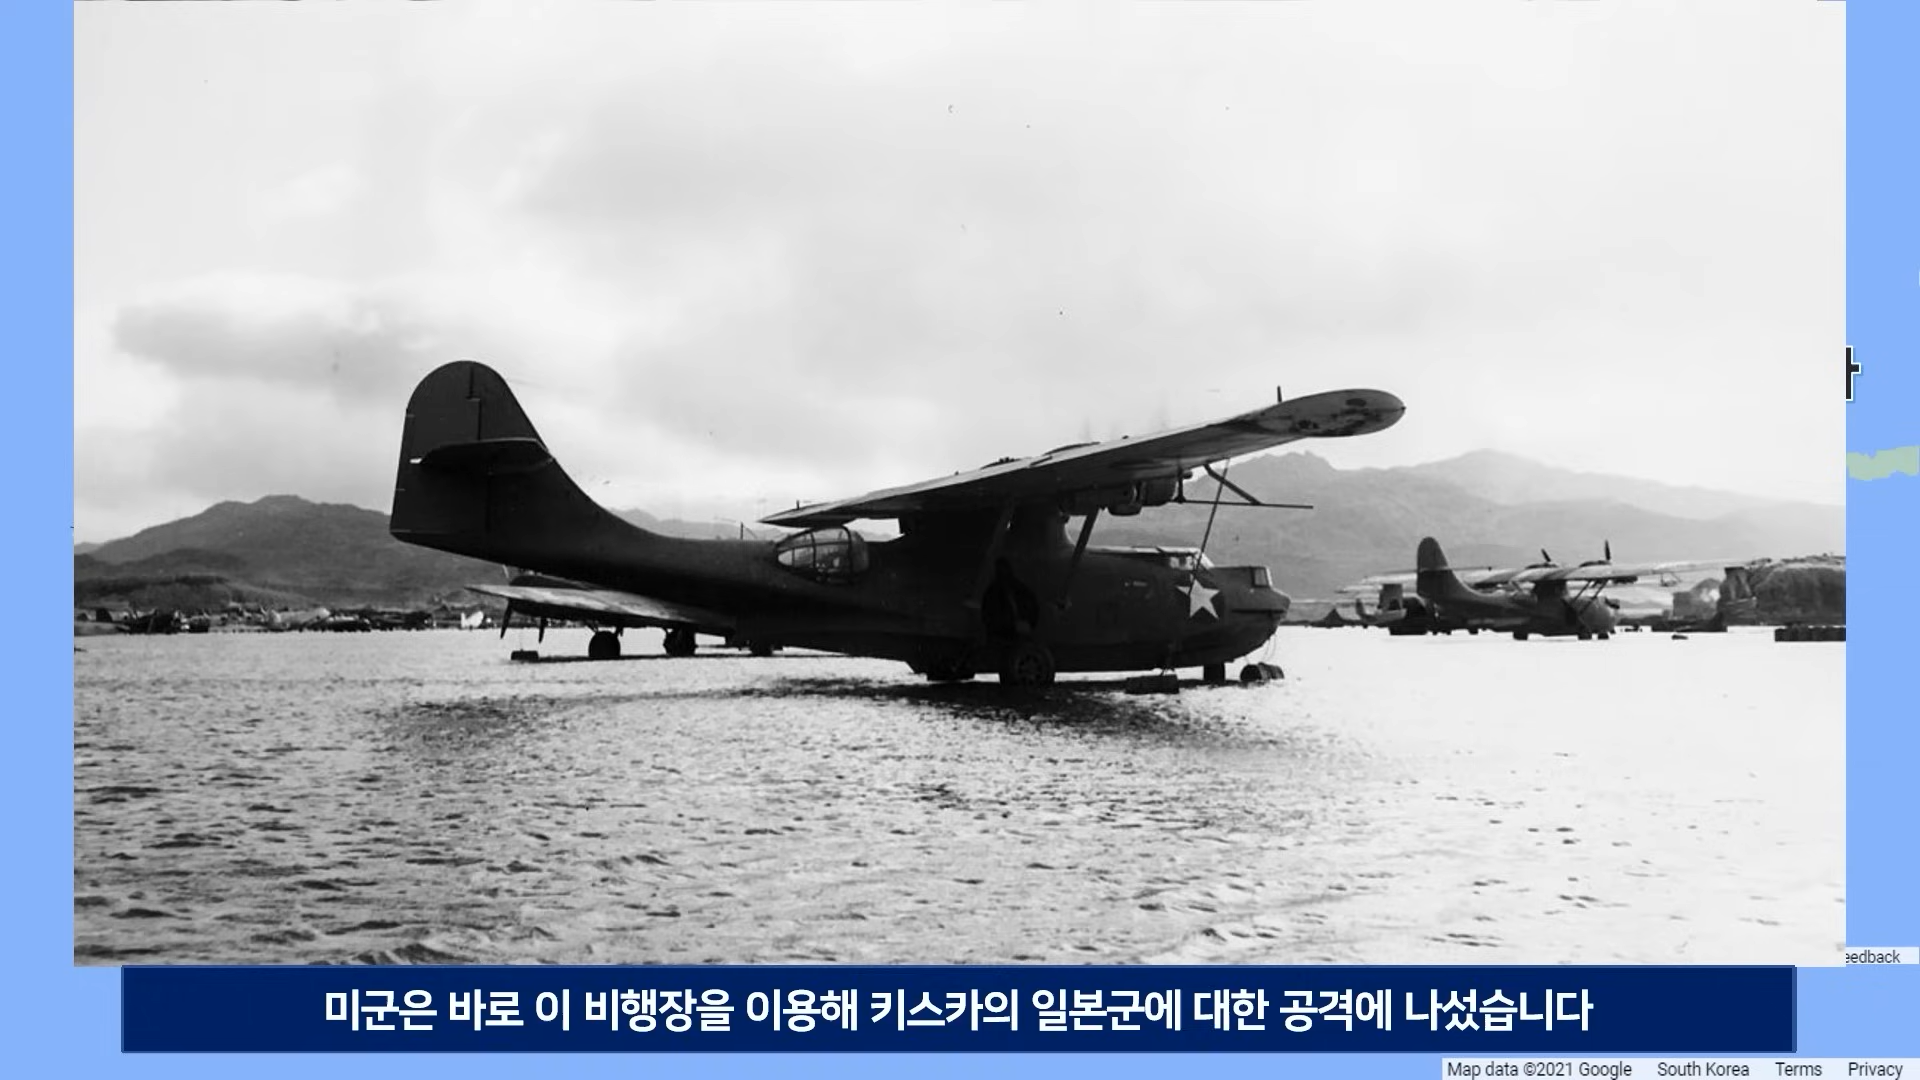 eedback
미군은 바로 이 비행장을 이용해 키스카의 일본군에 대한 공격에 나섰습니다
Map data ©2021 Google South Korea Terms Privacy